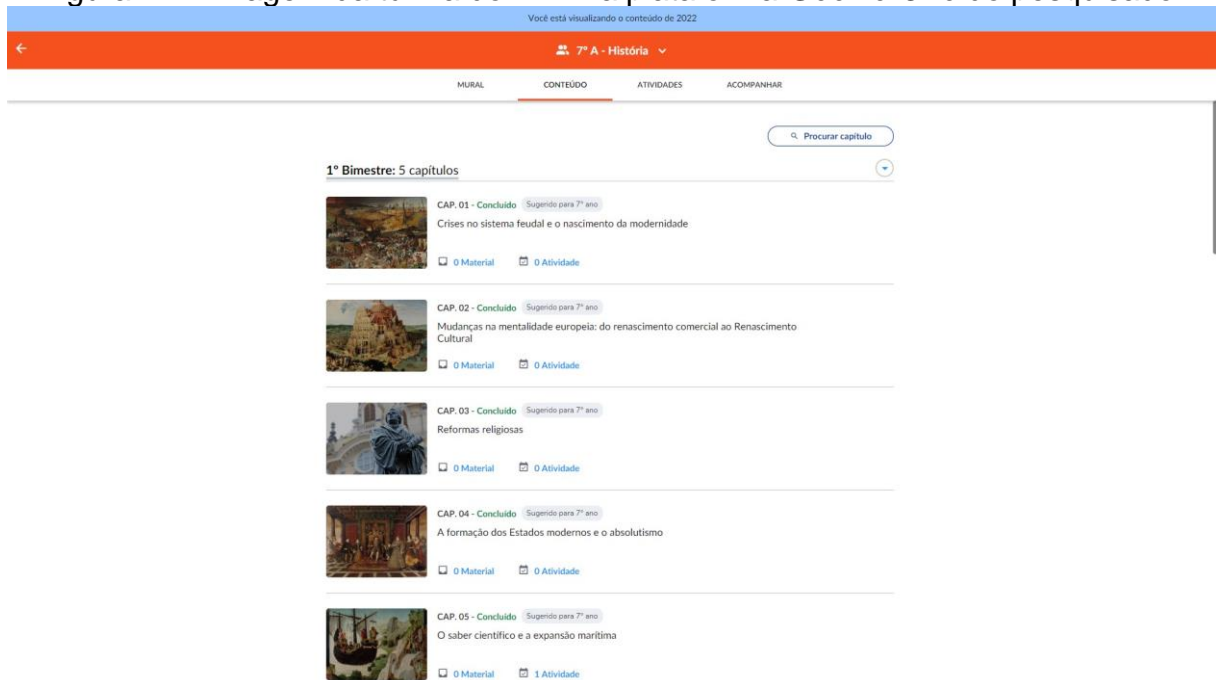 Você está visualizando o conteúdo de 2022
7º A - História
MURAL CONTEÚDO ATIVIDADES ACOMPANHAR
Procurar capítulo
1º Bimestre: 5 capítulos
CAP. 01 - Concluído Sugerido para 7º ano
Crises no sistema feudal e o nascimento da modernidade
0 Material 0 Atividade
CAP. 02 - Concluído Sugerido para 7º ano
Mudanças na mentalidade europeia: do renascimento comercial ao Renascimento
Cultural
0 Material 0 Atividade
CAP. 03 - Concluído Sugerido para 7º ano
Reformas religiosas
0 Material 0 Atividade
CAP. 04 - Concluído Sugerido para 7º ano
A formação dos Estados modernos e o absolutismo
0 Material 0 Atividade
CAP. 05 - Concluído Sugerido para 7º ano
O saber científico e a expansão marítima
0 Material 1 Atividade